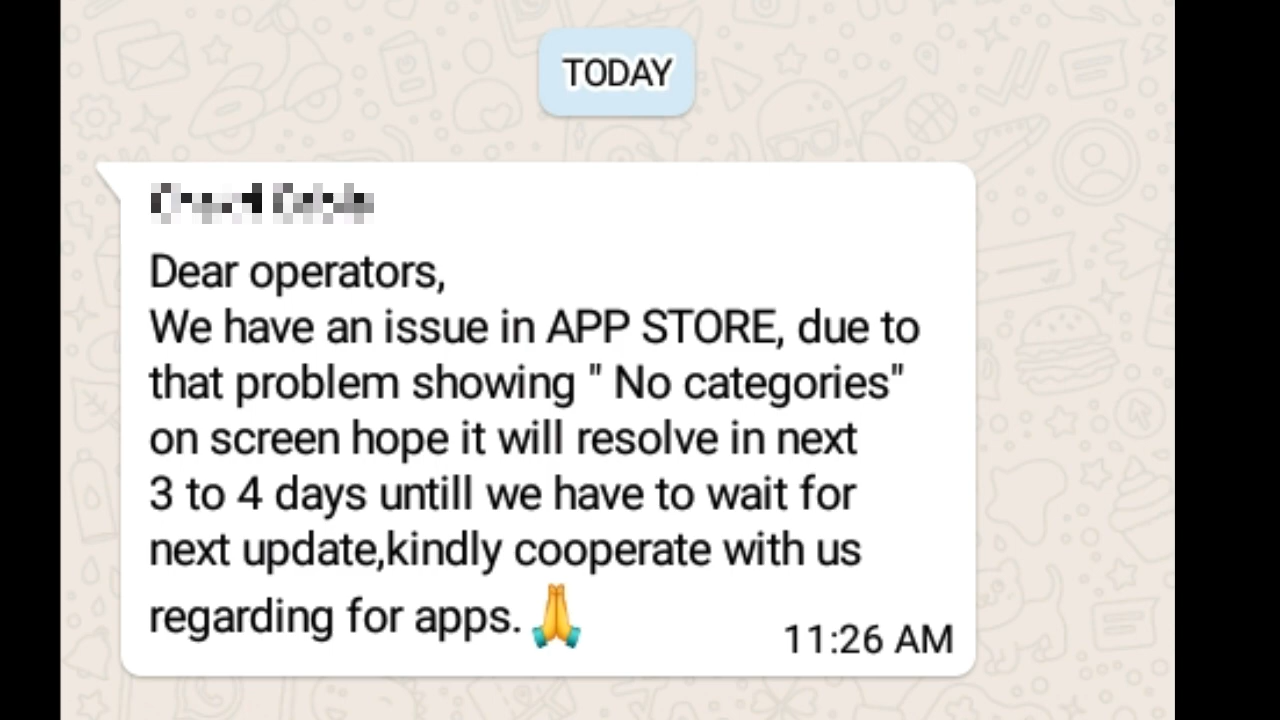 TODAY
Dear operators,
We have an issue in APP STORE, due to
that problem showing " No categories"
on screen hope it will resolve in next
3 to 4 days untill we have to wait for
next update,kindly cooperate with us
regarding for apps.🙏
11:26 AM